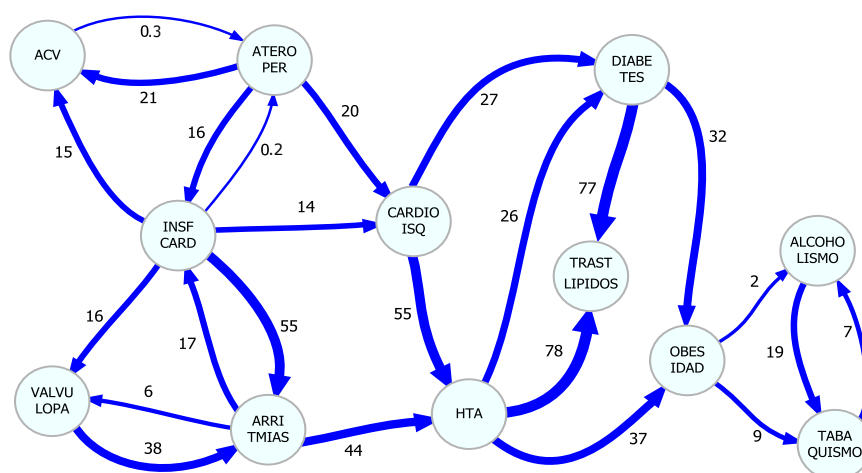 ACV
0.3
ATERO
PER
21
DIABE
TES
27
20
16
15
0.2
32
77
14
26
INSF
CARD
CARDIO
ISQ
ALCOHO
LISMO
TRAST
LIPIDOS
2
16
55
55
17
78
19
7
OBES
IDAD
VALVU
LOPA
6
ARRI
TMIAS
HTA
38
44
37
9
TABA
QUISMO